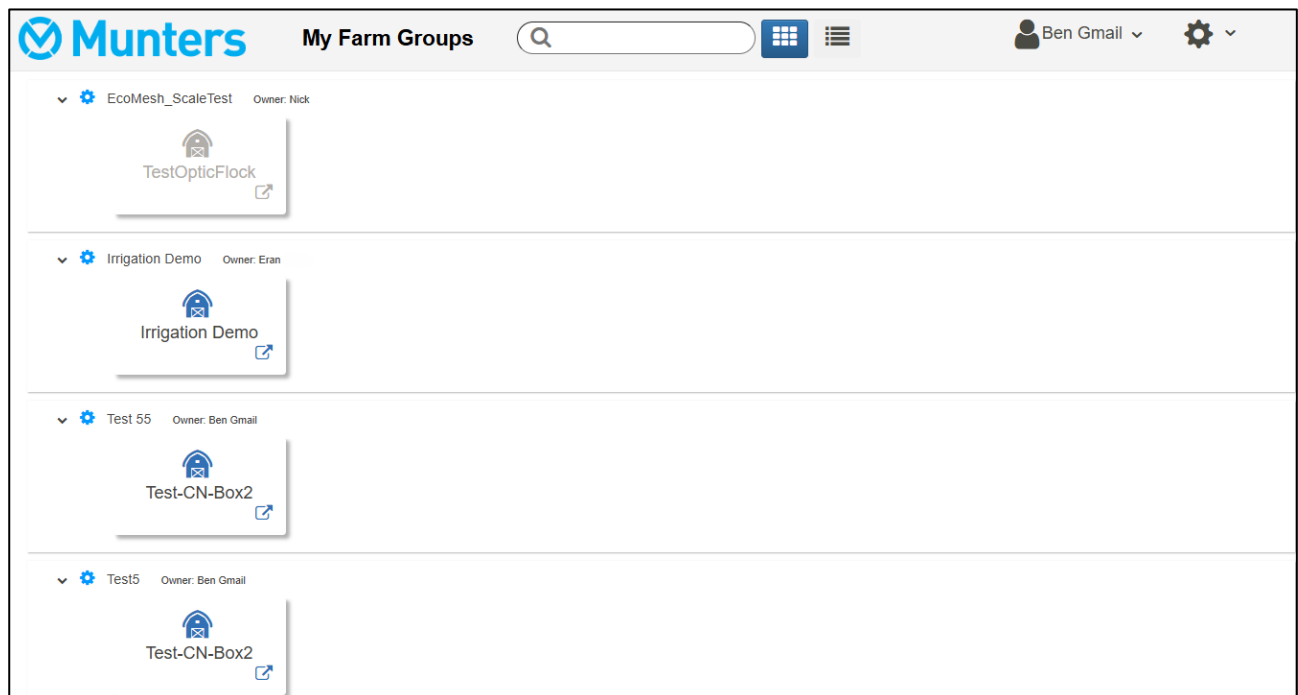 Munters My Farm Groups Ben Gmail
EcoMesh_ScaleTest Owner: Nick
TestOpticFlock
Irrigation Demo Owner: Eran
Irrigation Demo
Test 55 Owner: Ben Gmail
Test-CN-Box2
Test5 Owner: Ben Gmail
Test-CN-Box2